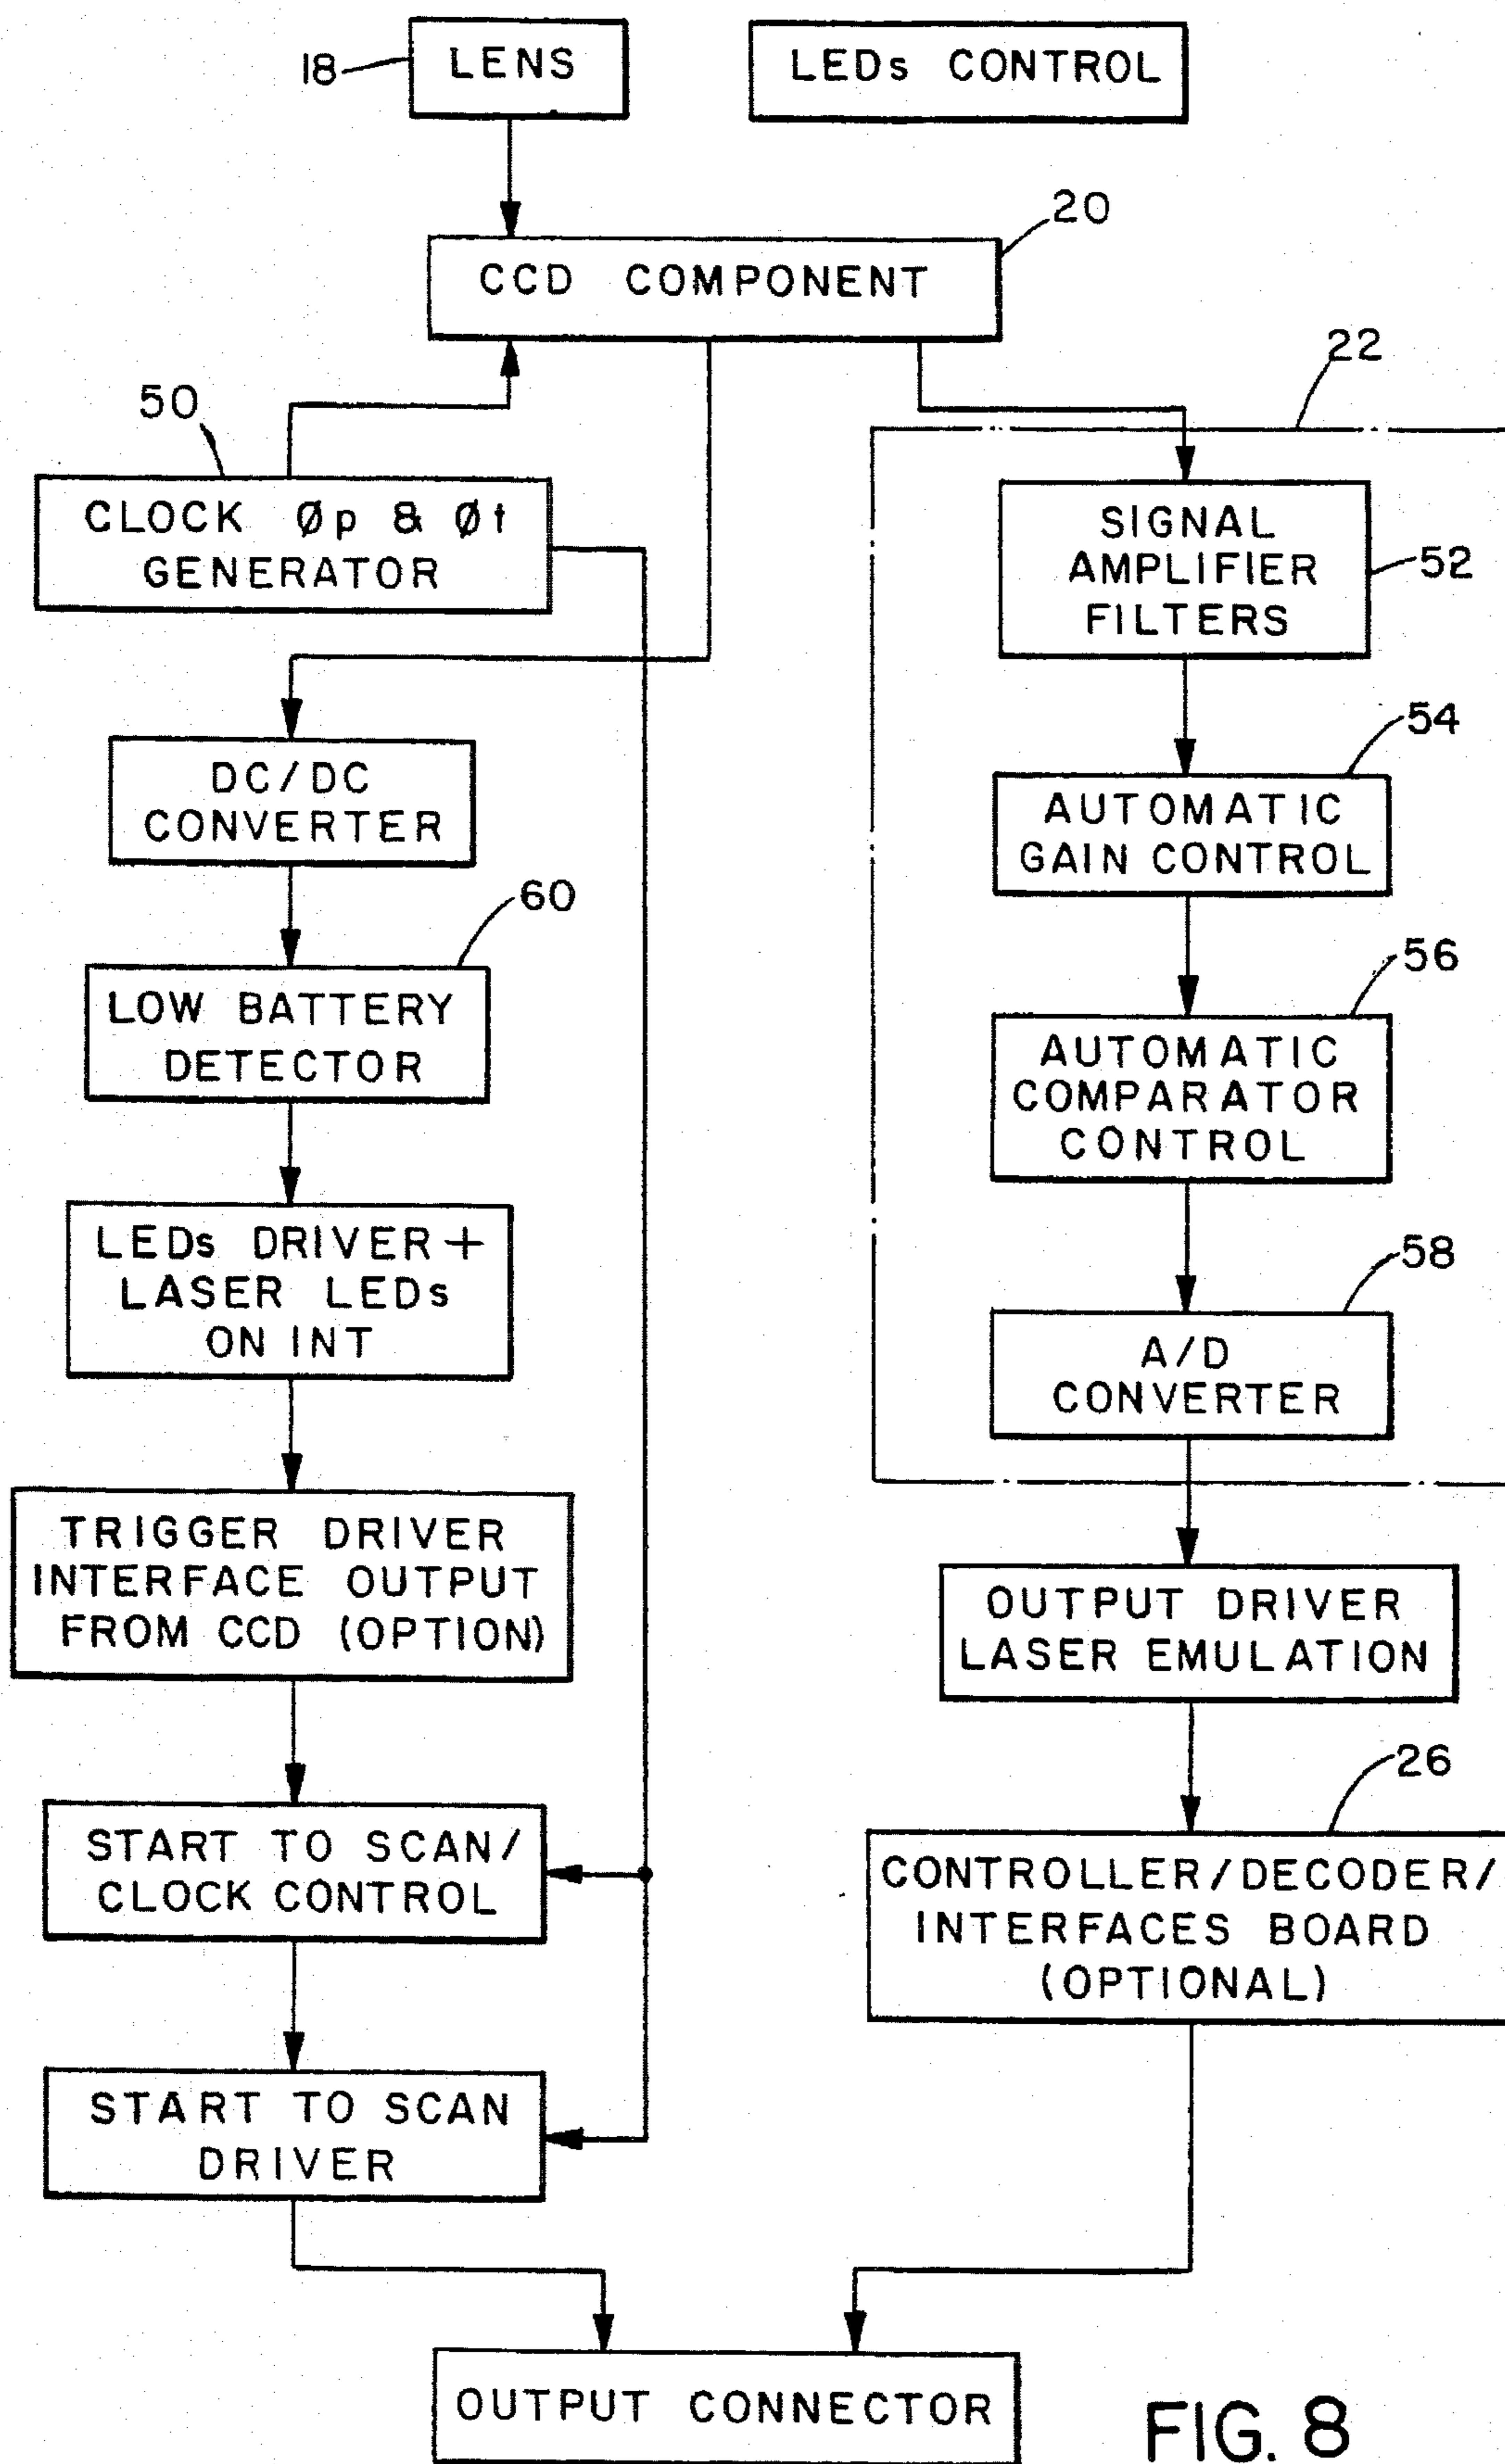 18
LENS
LEDs CONTROL
20
CCD COMPONENT
22
50
CLOCK Øp & Øt
GENERATOR
SIGNAL
AMPLIFIER
FILTERS
52
54
DC/DC
CONVERTER
AUTOMATIC
GAIN CONTROL
60
LOW BATTERY
DETECTOR
56
AUTOMATIC
COMPARATOR
CONTROL
LEDs DRIVER+
LASER LEDs
ON INT
58
A/D
CONVERTER
TRIGGER DRIVER
INTERFACE OUTPUT
FROM CCD (OPTION)
OUTPUT DRIVER
LASER EMULATION
26
START TO SCAN/
CLOCK CONTROL
CONTROLLER/DECODER/
INTERFACES BOARD
(OPTIONAL)
START TO SCAN
DRIVER
OUTPUT CONNECTOR
FIG. 8